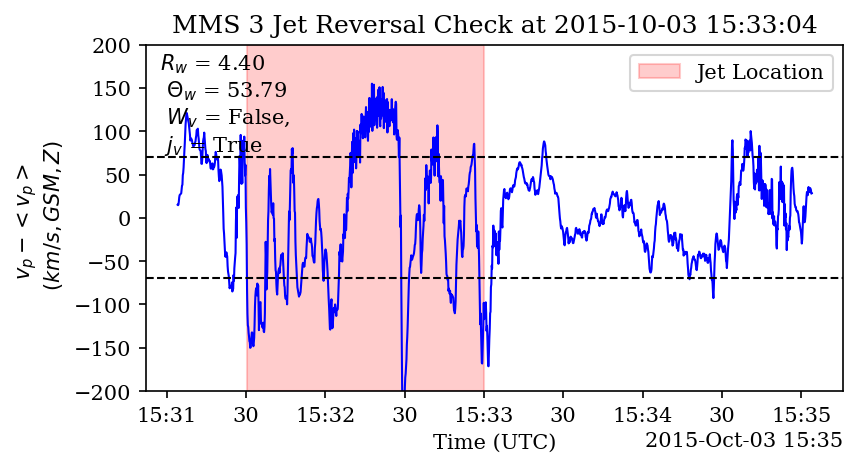 MMS 3 Jet Reversal Check at 2015-10-03 15:33:04
R_w = 4.40
Θ_w = 53.79
W_v = False,
j_v = True
Jet Location
v_p − < v_p >
(km/s, GSM, Z)
200
150
100
50
0
−50
−100
−150
−200
15:31 30 15:32 30 15:33 30 15:34 30 15:35
Time (UTC)
2015-Oct-03 15:35